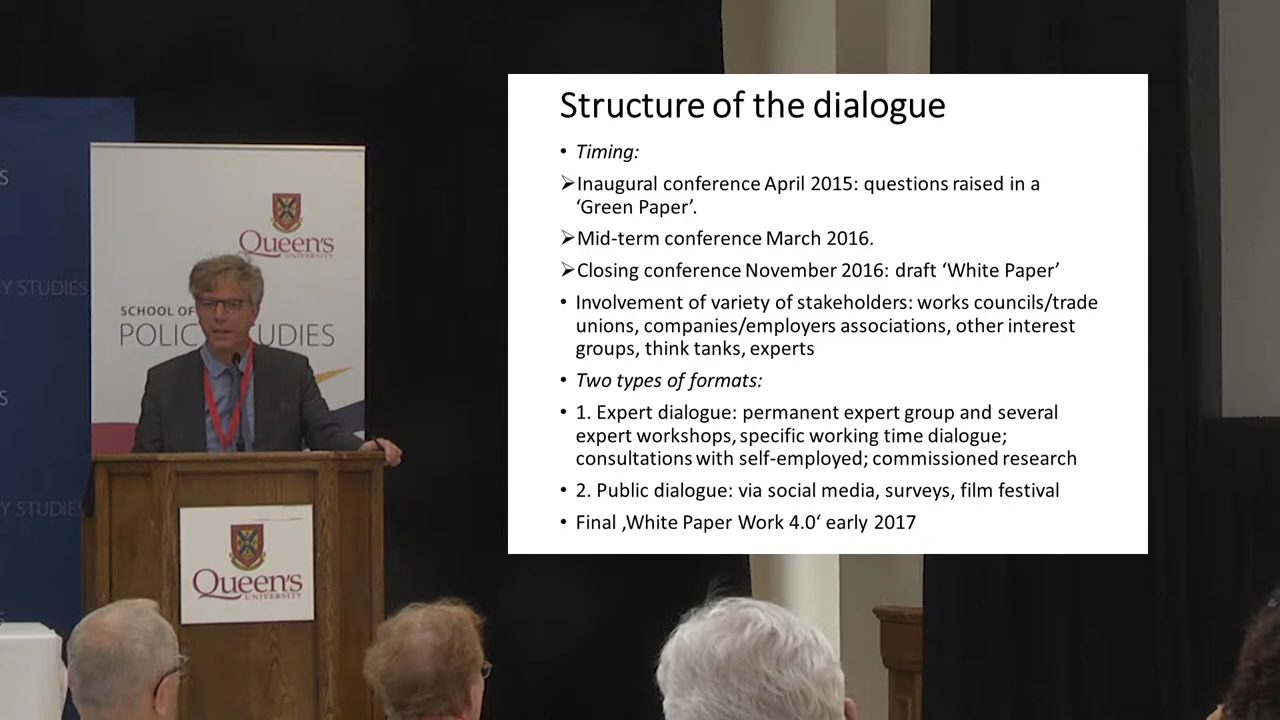 S
Y STUDIES
S
Y STUDIES
Queen's
UNIVERSITY
SCHOOL OF
POLIC UDIES
Queen's
UNIVERSITY
Structure of the dialogue
• Timing:
➢Inaugural conference April 2015: questions raised in a
‘Green Paper’.
➢Mid-term conference March 2016.
➢Closing conference November 2016: draft ‘White Paper’
• Involvement of variety of stakeholders: works councils/trade
unions, companies/employers associations, other interest
groups, think tanks, experts
• Two types of formats:
• 1. Expert dialogue: permanent expert group and several
expert workshops, specific working time dialogue;
consultations with self-employed; commissioned research
• 2. Public dialogue: via social media, surveys, film festival
• Final ‚White Paper Work 4.0‘ early 2017